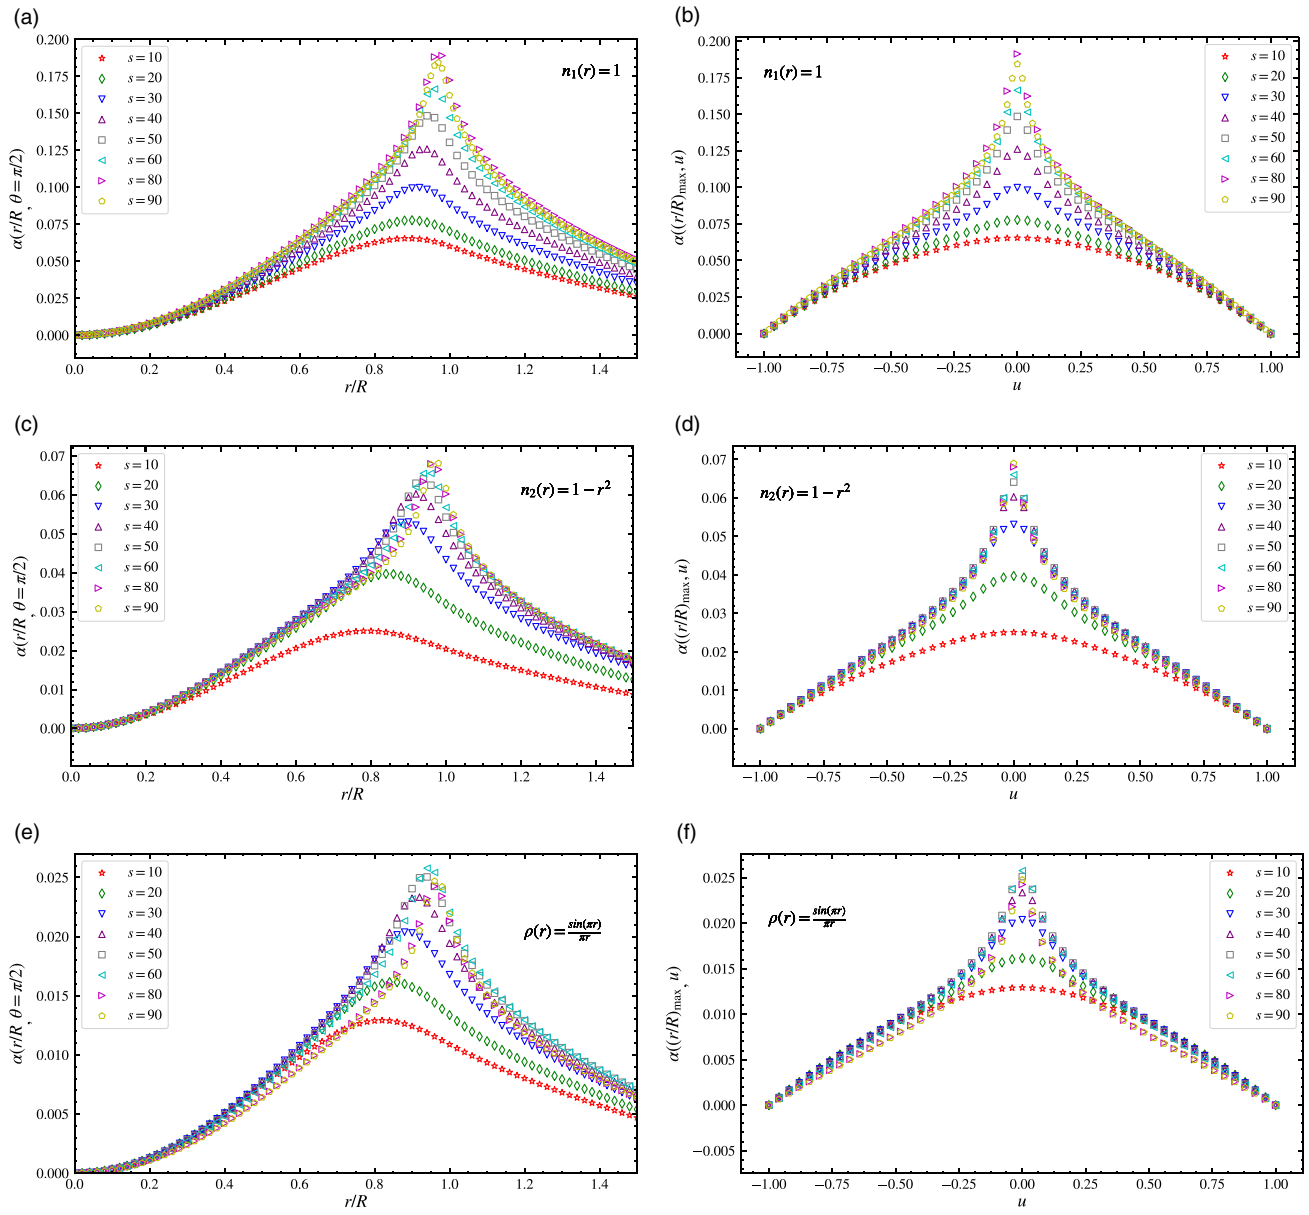 (a)
0.200
0.175
0.150
0.125
0.100
0.075
0.050
0.025
0.000
α(r/R, θ = π/2)
s = 10
s = 20
s = 30
s = 40
s = 50
s = 60
s = 80
s = 90
n₁(r) = 1
0.0 0.2 0.4 0.6 0.8 1.0 1.2 1.4
r/R
(b)
0.200
0.175
0.150
0.125
0.100
0.075
0.050
0.025
0.000
α((r/R)max, u)
n₁(r) = 1
s = 10
s = 20
s = 30
s = 40
s = 50
s = 60
s = 80
s = 90
−1.00 −0.75 −0.50 −0.25 0.00 0.25 0.50 0.75 1.00
u
(c)
0.07
0.06
0.05
0.04
0.03
0.02
0.01
0.00
α(r/R, θ = π/2)
s = 10
s = 20
s = 30
s = 40
s = 50
s = 60
s = 80
s = 90
n₂(r) = 1 − r²
0.0 0.2 0.4 0.6 0.8 1.0 1.2 1.4
r/R
(d)
0.07
0.06
0.05
0.04
0.03
0.02
0.01
0.00
α((r/R)max, u)
n₂(r) = 1 − r²
s = 10
s = 20
s = 30
s = 40
s = 50
s = 60
s = 80
s = 90
−1.00 −0.75 −0.50 −0.25 0.00 0.25 0.50 0.75 1.00
u
(e)
0.025
0.020
0.015
0.010
0.005
0.000
α(r/R, θ = π/2)
s = 10
s = 20
s = 30
s = 40
s = 50
s = 60
s = 80
s = 90
ρ(r) = sin(πr)/πr
0.0 0.2 0.4 0.6 0.8 1.0 1.2 1.4
r/R
(f)
0.025
0.020
0.015
0.010
0.005
0.000
−0.005
α((r/R)max, u)
ρ(r) = sin(πr)/πr
s = 10
s = 20
s = 30
s = 40
s = 50
s = 60
s = 80
s = 90
−1.00 −0.75 −0.50 −0.25 0.00 0.25 0.50 0.75 1.00
u